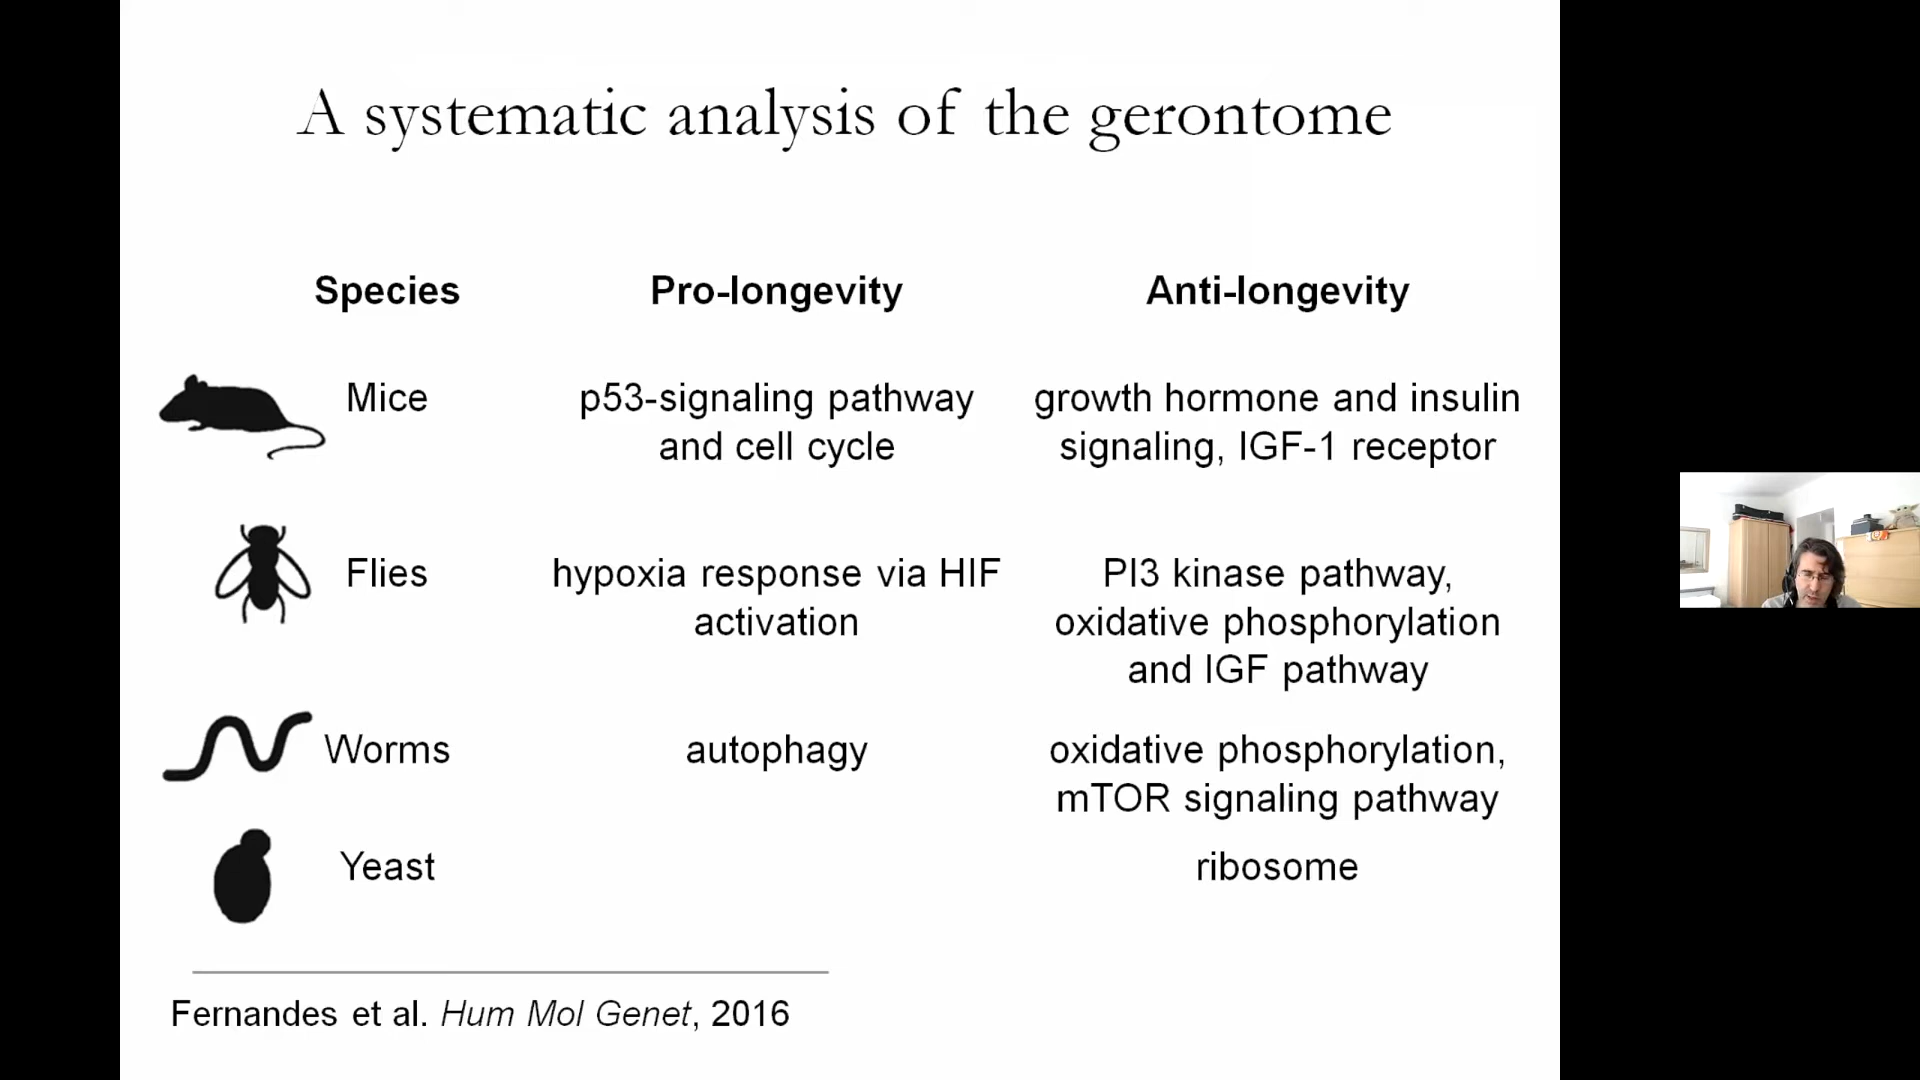 A systematic analysis of the gerontome
Species
Pro-longevity
Anti-longevity
Mice
p53-signaling pathway
and cell cycle
growth hormone and insulin
signaling, IGF-1 receptor
Flies
hypoxia response via HIF
activation
PI3 kinase pathway,
oxidative phosphorylation
and IGF pathway
Worms
autophagy
oxidative phosphorylation,
mTOR signaling pathway
Yeast
ribosome
Fernandes et al. Hum Mol Genet, 2016